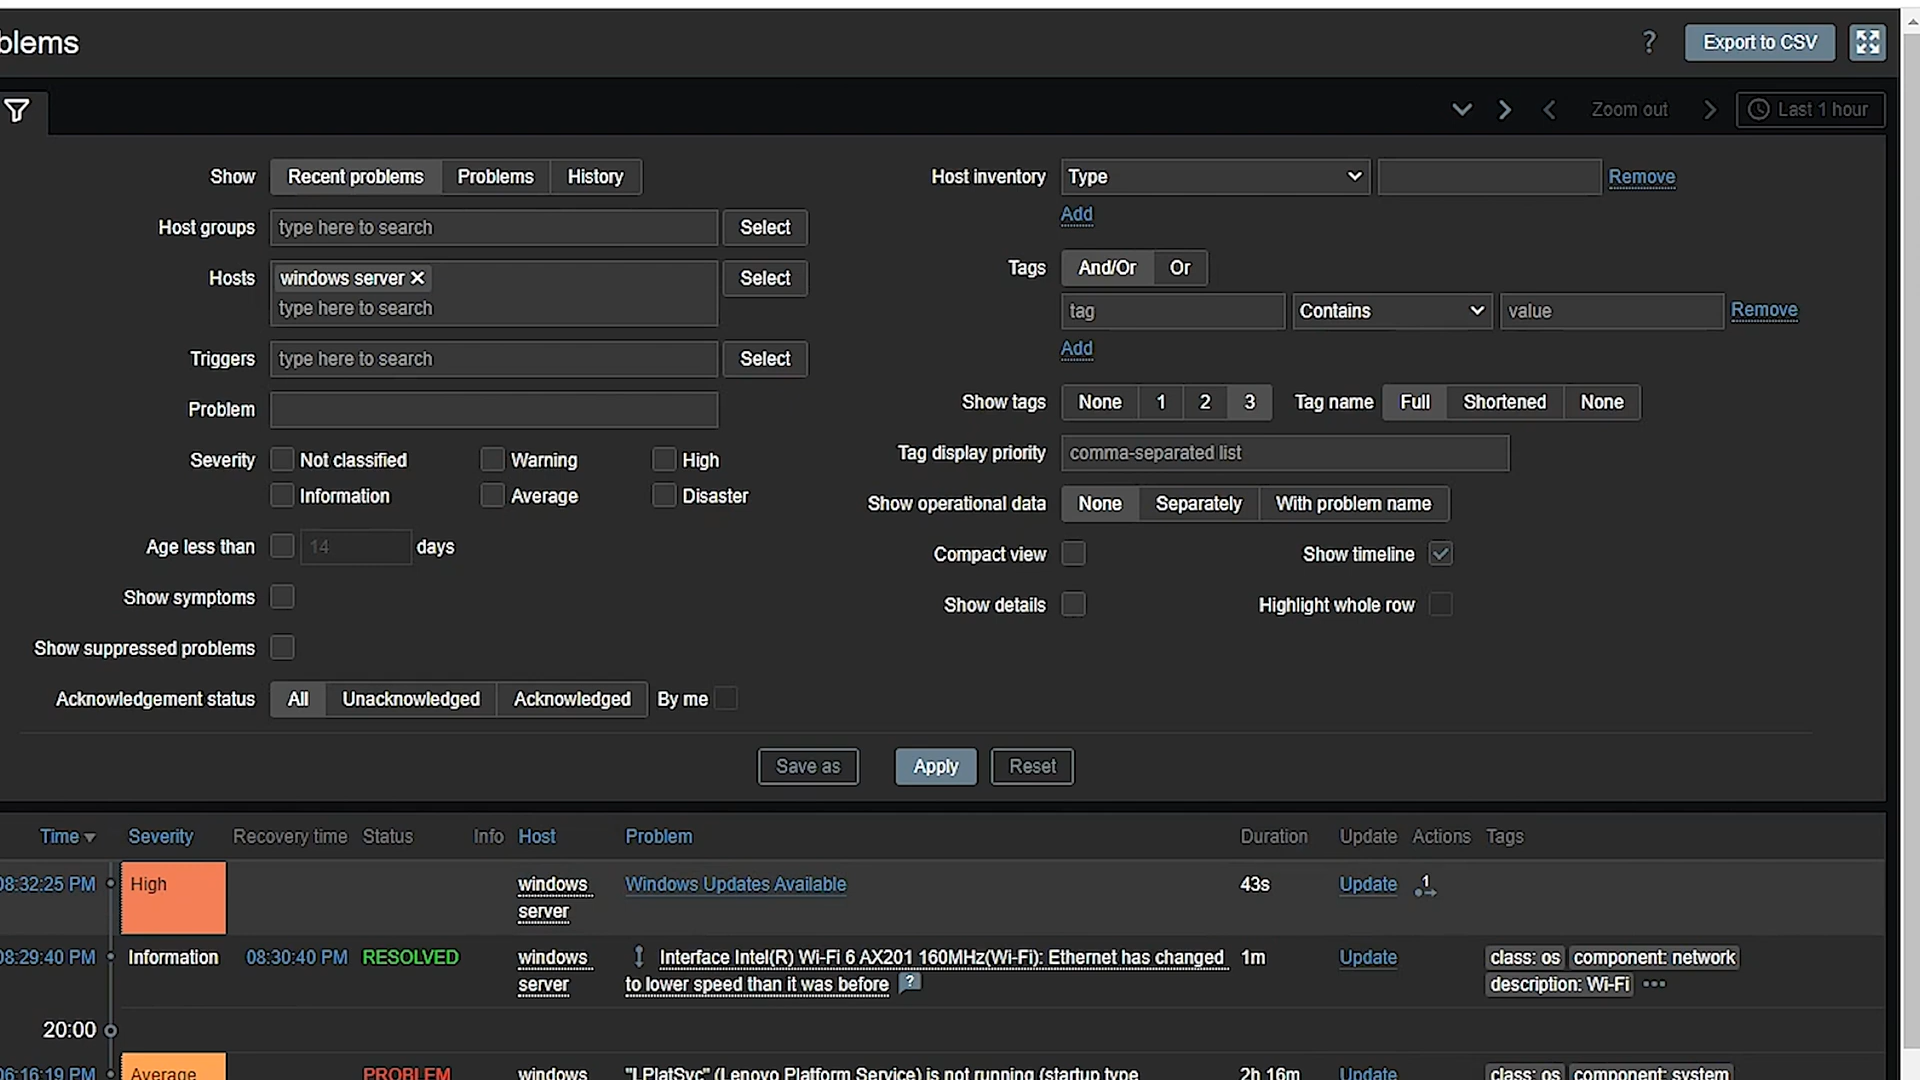 blems ? Export to CSV
Zoom out Last 1 hour
Show Recent problems Problems History Host inventory Type Remove
Add
Host groups type here to search Select
Hosts windows server Select Tags And/Or Or
type here to search tag Contains value Remove
Add
Triggers type here to search Select
Problem Show tags None 1 2 3 Tag name Full Shortened None
Severity Not classified Warning High Tag display priority comma-separated list
Information Average Disaster Show operational data None Separately With problem name
Age less than 14 days Compact view Show timeline
Show symptoms Show details Highlight whole row
Show suppressed problems
Acknowledgement status All Unacknowledged Acknowledged By me
Save as Apply Reset
Time Severity Recovery time Status Info Host Problem Duration Update Actions Tags
08:32:25 PM High windows Windows Updates Available 43s Update 1
server
08:29:40 PM Information 08:30:40 PM RESOLVED windows Interface Intel(R) Wi-Fi 6 AX201 160MHz(Wi-Fi): Ethernet has changed 1m Update class: os component: network
server to lower speed than it was before ? description: Wi-Fi •••
20:00
06:16:19 PM Average PROBLEM windows "LPlatSvc" (Lenovo Platform Service) is not running (startup type 2h 16m Update class: os component: system